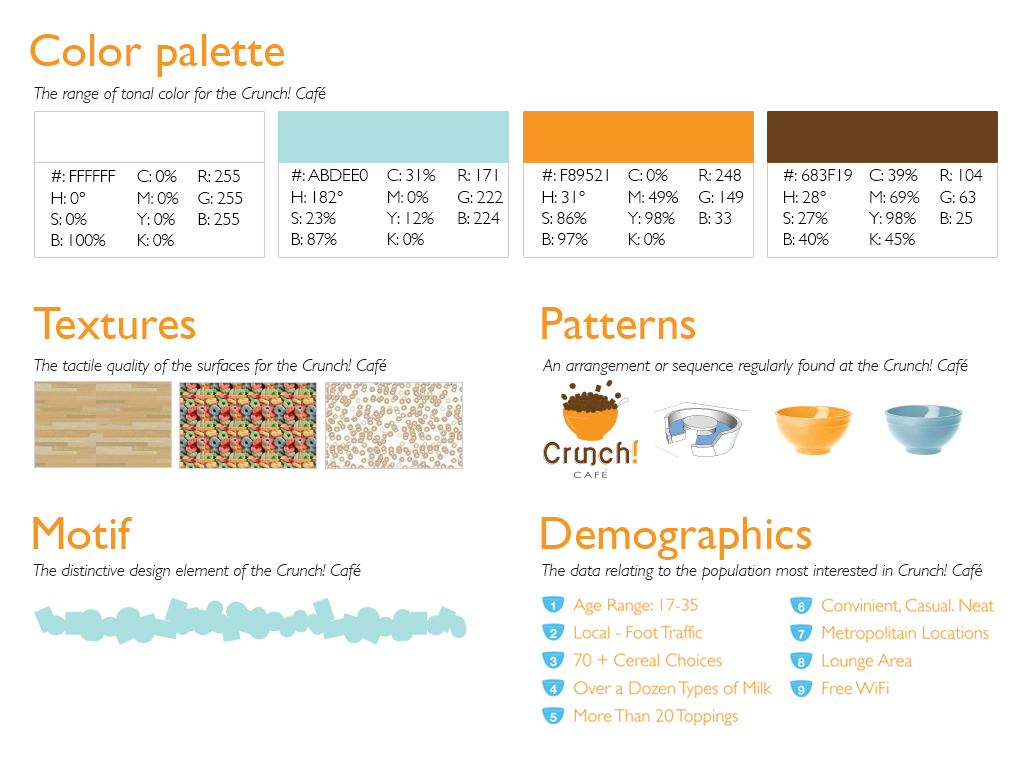 Color palette
The range of tonal color for the Crunch! Café
#: FFFFFF C: 0% R: 255
H: 0° M: 0% G: 255
S: 0% Y: 0% B: 255
B: 100% K: 0%
#: ABDEE0 C: 31% R: 171
H: 182° M: 0% G: 222
S: 23% Y: 12% B: 224
B: 87% K: 0%
#: F89521 C: 0% R: 248
H: 31° M: 49% G: 149
S: 86% Y: 98% B: 33
B: 97% K: 0%
#: 683F19 C: 39% R: 104
H: 28° M: 69% G: 63
S: 27% Y: 98% B: 25
B: 40% K: 45%
Textures
The tactile quality of the surfaces for the Crunch! Café
Patterns
An arrangement or sequence regularly found at the Crunch! Café
Crunch!
CAFÉ
Motif
The distinctive design element of the Crunch! Café
Demographics
The data relating to the population most interested in Crunch! Café
1 Age Range: 17-35
2 Local - Foot Traffic
3 70 + Cereal Choices
4 Over a Dozen Types of Milk
5 More Than 20 Toppings
6 Convinient, Casual. Neat
7 Metropolitain Locations
8 Lounge Area
9 Free WiFi